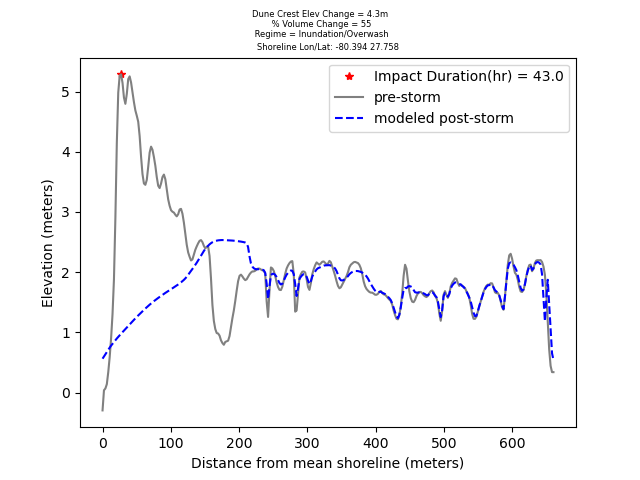 Dune Crest Elev Change = 4.3m
% Volume Change = 55
Regime = Inundation/Overwash
Shoreline Lon/Lat: -80.394 27.758
Impact Duration(hr) = 43.0
pre-storm
modeled post-storm
Elevation (meters)
5
4
3
2
1
0
0 100 200 300 400 500 600
Distance from mean shoreline (meters)